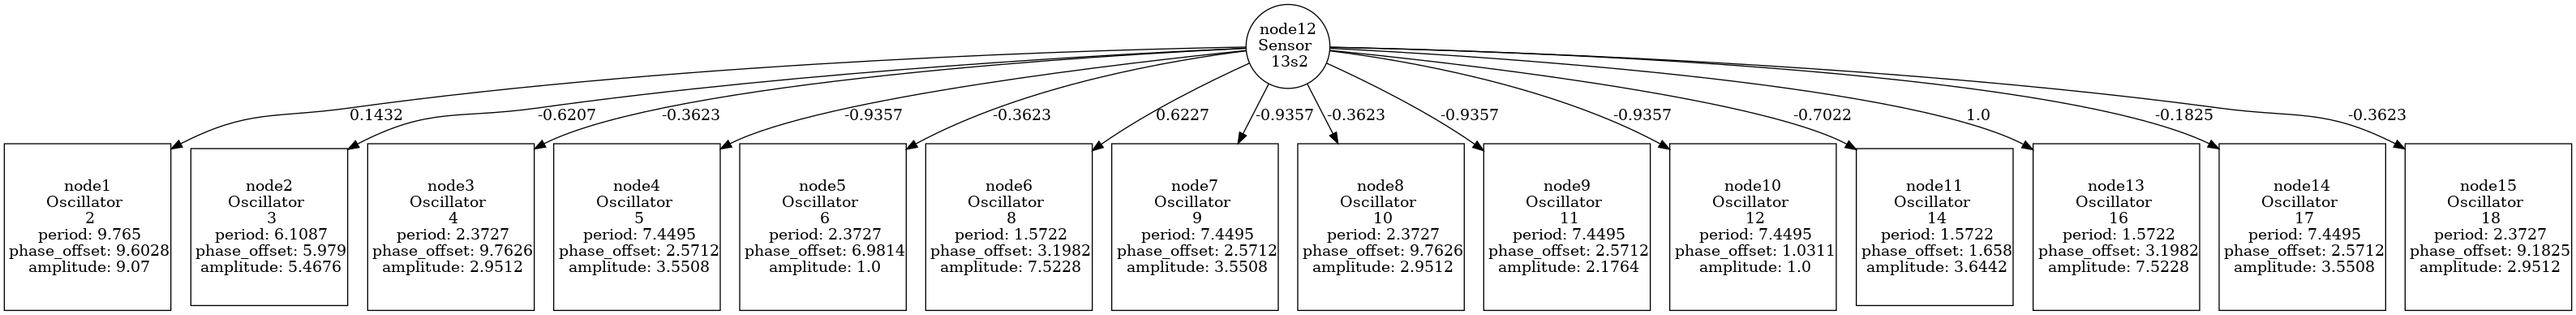 node12
Sensor
13s2
0.1432
-0.6207
-0.3623
-0.9357
-0.3623
0.6227
-0.9357
-0.3623
-0.9357
-0.9357
-0.7022
1.0
-0.1825
-0.3623
node1
Oscillator
2
period: 9.765
phase_offset: 9.6028
amplitude: 9.07
node2
Oscillator
3
period: 6.1087
phase_offset: 5.979
amplitude: 5.4676
node3
Oscillator
4
period: 2.3727
phase_offset: 9.7626
amplitude: 2.9512
node4
Oscillator
5
period: 7.4495
phase_offset: 2.5712
amplitude: 3.5508
node5
Oscillator
6
period: 2.3727
phase_offset: 6.9814
amplitude: 1.0
node6
Oscillator
8
period: 1.5722
phase_offset: 3.1982
amplitude: 7.5228
node7
Oscillator
9
period: 7.4495
phase_offset: 2.5712
amplitude: 3.5508
node8
Oscillator
10
period: 2.3727
phase_offset: 9.7626
amplitude: 2.9512
node9
Oscillator
11
period: 7.4495
phase_offset: 2.5712
amplitude: 2.1764
node10
Oscillator
12
period: 7.4495
phase_offset: 1.0311
amplitude: 1.0
node11
Oscillator
14
period: 1.5722
phase_offset: 1.658
amplitude: 3.6442
node13
Oscillator
16
period: 1.5722
phase_offset: 3.1982
amplitude: 7.5228
node14
Oscillator
17
period: 7.4495
phase_offset: 2.5712
amplitude: 3.5508
node15
Oscillator
18
period: 2.3727
phase_offset: 9.1825
amplitude: 2.9512